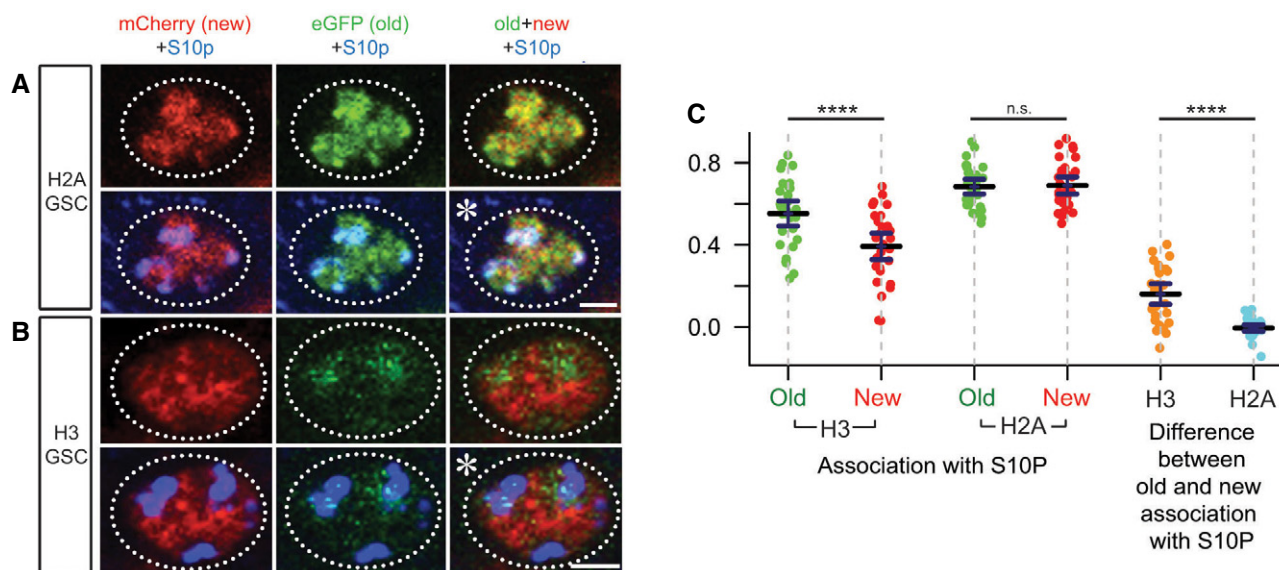 mCherry (new)
+S10p
eGFP (old)
+S10p
old+new
+S10p
A
H2A
GSC
*
B
H3
GSC
*
C
****
n.s.
****
0.8
0.4
0.0
Old
New
Old
New
H3
H2A
H3
H2A
Association with S10P
Difference
between
old and new
association
with S10P